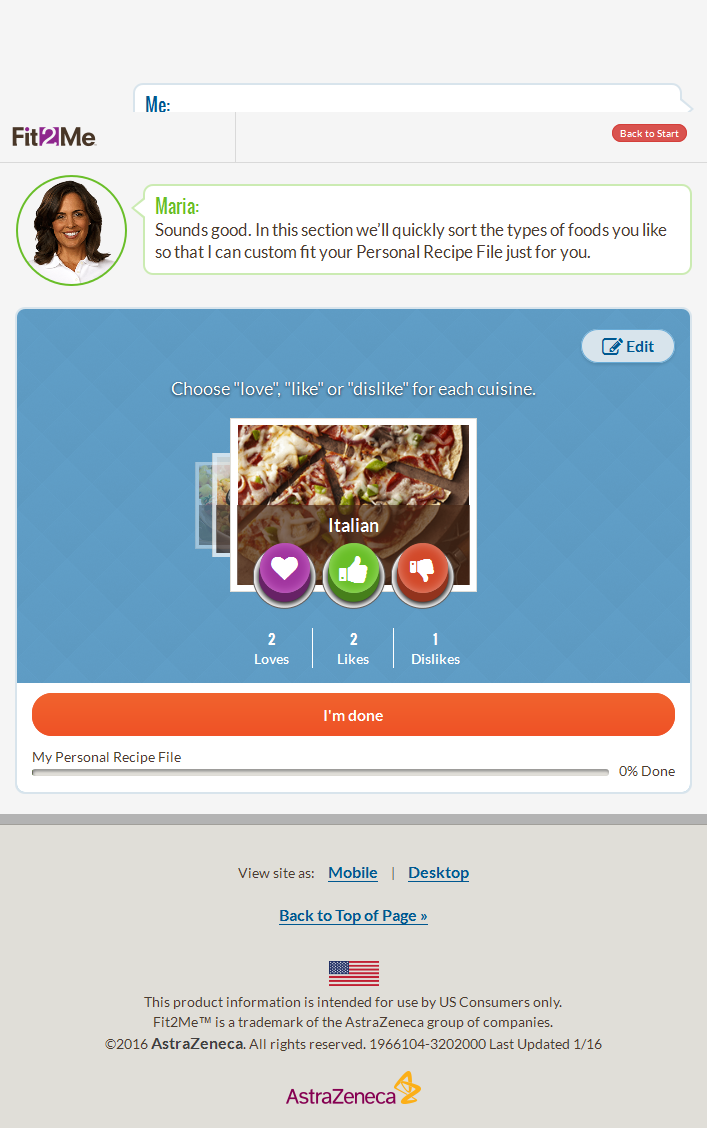 Me:
Fit2Me
Back to Start
Maria:
Sounds good. In this section we'll quickly sort the types of foods you like
so that I can custom fit your Personal Recipe File just for you.
Edit
Choose "love", "like" or "dislike" for each cuisine.
Italian
2 2 1
Loves Likes Dislikes
I'm done
My Personal Recipe File
0% Done
View site as: Mobile | Desktop
Back to Top of Page »
This product information is intended for use by US Consumers only.
Fit2Me™ is a trademark of the AstraZeneca group of companies.
©2016 AstraZeneca. All rights reserved. 1966104-3202000 Last Updated 1/16
AstraZeneca